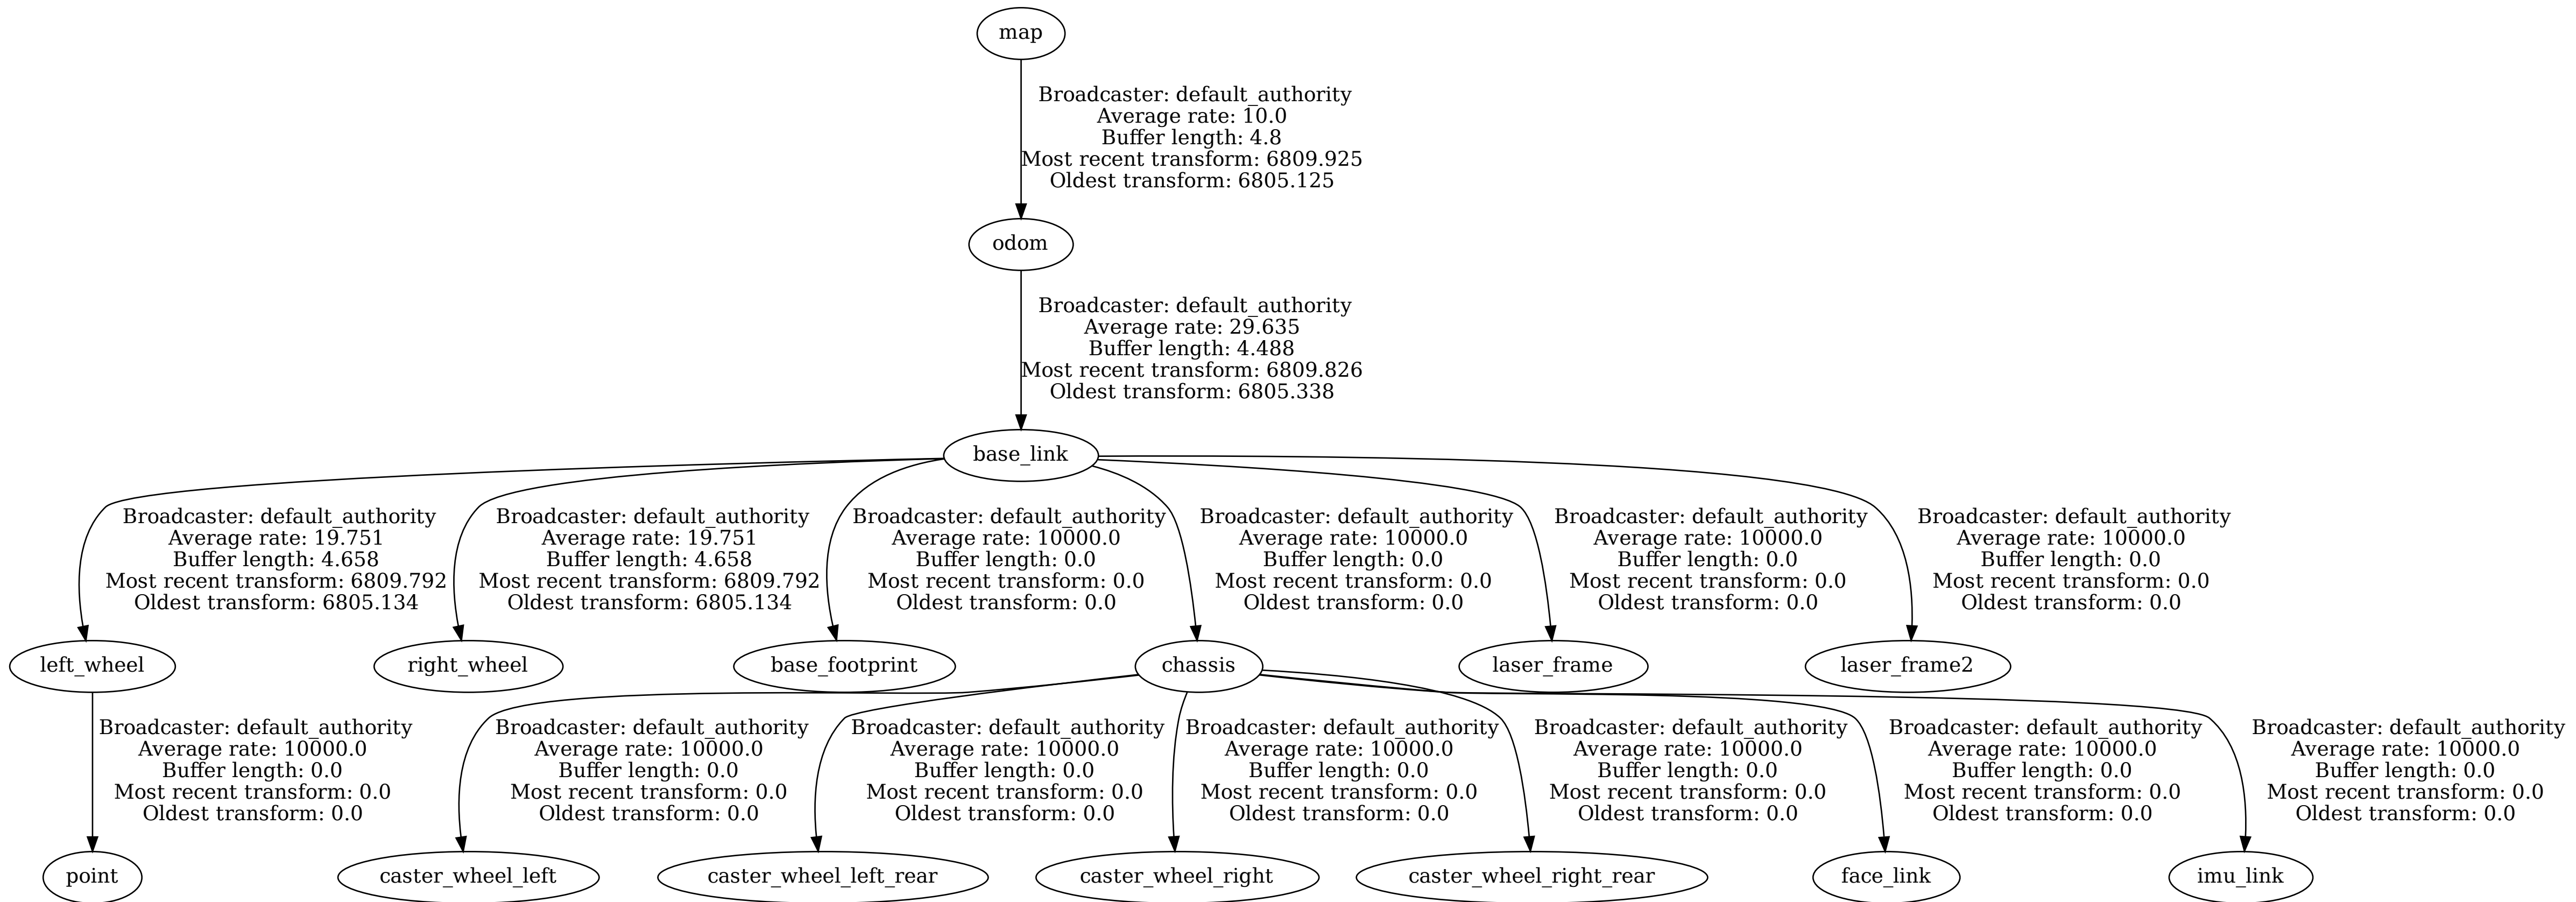 map
Broadcaster: default_authority
Average rate: 10.0
Buffer length: 4.8
Most recent transform: 6809.925
Oldest transform: 6805.125
odom
Broadcaster: default_authority
Average rate: 29.635
Buffer length: 4.488
Most recent transform: 6809.826
Oldest transform: 6805.338
base_link
Broadcaster: default_authority
Average rate: 19.751
Buffer length: 4.658
Most recent transform: 6809.792
Oldest transform: 6805.134
Broadcaster: default_authority
Average rate: 19.751
Buffer length: 4.658
Most recent transform: 6809.792
Oldest transform: 6805.134
Broadcaster: default_authority
Average rate: 10000.0
Buffer length: 0.0
Most recent transform: 0.0
Oldest transform: 0.0
Broadcaster: default_authority
Average rate: 10000.0
Buffer length: 0.0
Most recent transform: 0.0
Oldest transform: 0.0
Broadcaster: default_authority
Average rate: 10000.0
Buffer length: 0.0
Most recent transform: 0.0
Oldest transform: 0.0
Broadcaster: default_authority
Average rate: 10000.0
Buffer length: 0.0
Most recent transform: 0.0
Oldest transform: 0.0
left_wheel
right_wheel
base_footprint
chassis
laser_frame
laser_frame2
Broadcaster: default_authority
Average rate: 10000.0
Buffer length: 0.0
Most recent transform: 0.0
Oldest transform: 0.0
Broadcaster: default_authority
Average rate: 10000.0
Buffer length: 0.0
Most recent transform: 0.0
Oldest transform: 0.0
Broadcaster: default_authority
Average rate: 10000.0
Buffer length: 0.0
Most recent transform: 0.0
Oldest transform: 0.0
Broadcaster: default_authority
Average rate: 10000.0
Buffer length: 0.0
Most recent transform: 0.0
Oldest transform: 0.0
Broadcaster: default_authority
Average rate: 10000.0
Buffer length: 0.0
Most recent transform: 0.0
Oldest transform: 0.0
Broadcaster: default_authority
Average rate: 10000.0
Buffer length: 0.0
Most recent transform: 0.0
Oldest transform: 0.0
Broadcaster: default_authority
Average rate: 10000.0
Buffer length: 0.0
Most recent transform: 0.0
Oldest transform: 0.0
point
caster_wheel_left
caster_wheel_left_rear
caster_wheel_right
caster_wheel_right_rear
face_link
imu_link